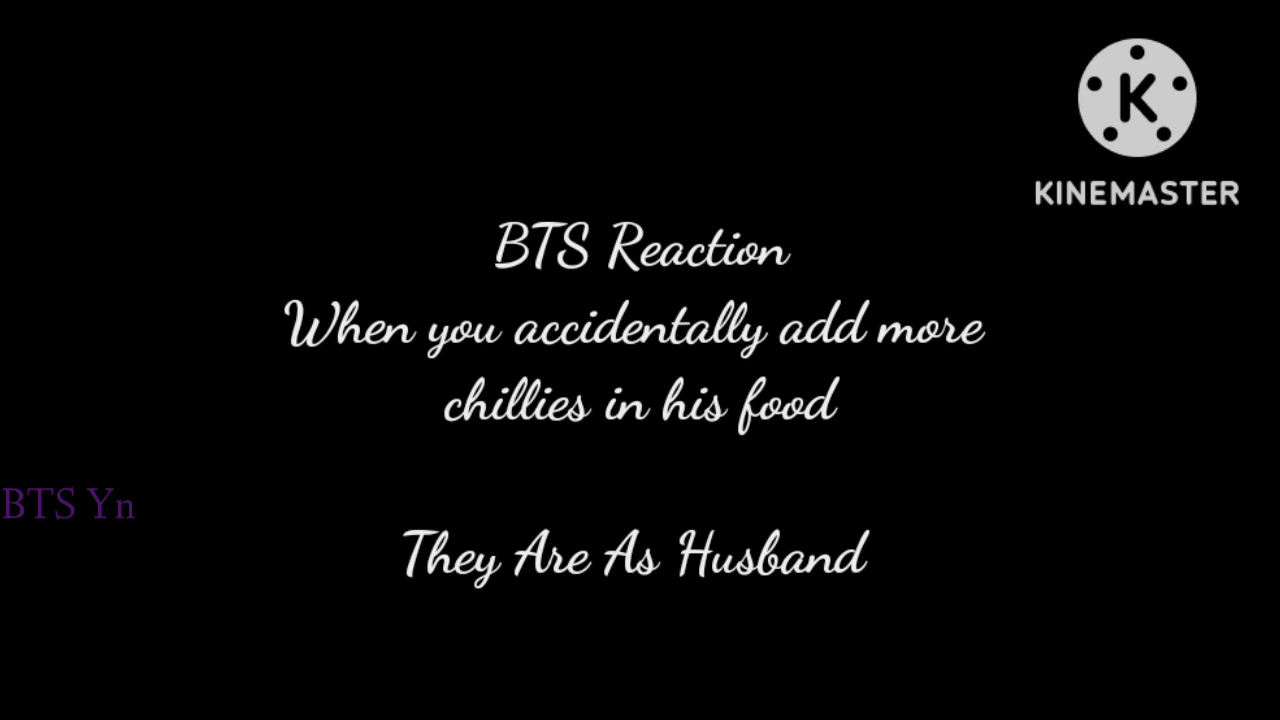 K
KINEMASTER
BTS Reaction
When you accidentally add more
chillies in his food
BTS Yn
They Are As Husband